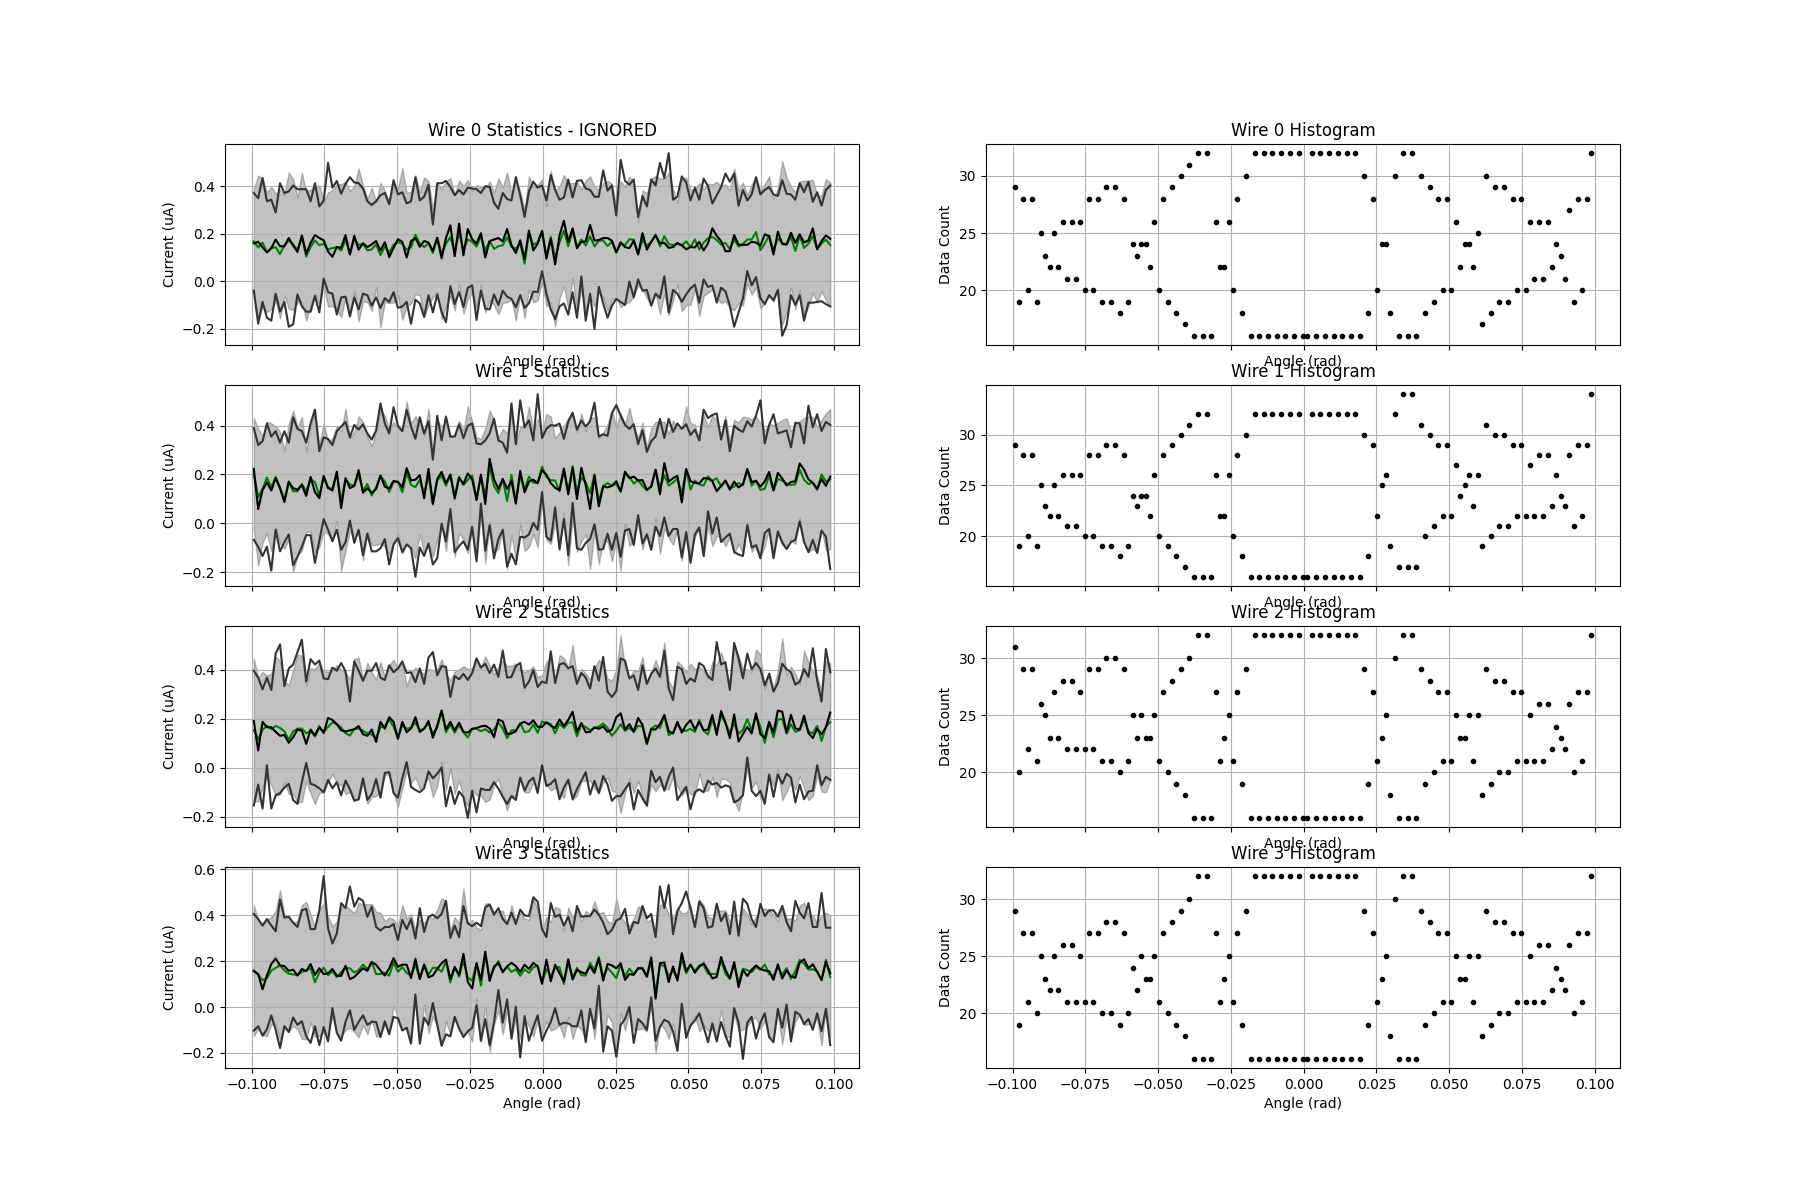 Wire 0 Statistics - IGNORED
Current (uA)
0.4
0.2
0.0
−0.2
Angle (rad)
Wire 0 Histogram
Data Count
30
25
20
Angle (rad)
Wire 1 Statistics
Current (uA)
0.4
0.2
0.0
−0.2
Angle (rad)
Wire 1 Histogram
Data Count
30
25
20
Angle (rad)
Wire 2 Statistics
Current (uA)
0.4
0.2
0.0
−0.2
Angle (rad)
Wire 2 Histogram
Data Count
30
25
20
Angle (rad)
Wire 3 Statistics
Current (uA)
0.6
0.4
0.2
0.0
−0.2
−0.100 −0.075 −0.050 −0.025 0.000 0.025 0.050 0.075 0.100
Angle (rad)
Wire 3 Histogram
Data Count
30
25
20
−0.100 −0.075 −0.050 −0.025 0.000 0.025 0.050 0.075 0.100
Angle (rad)